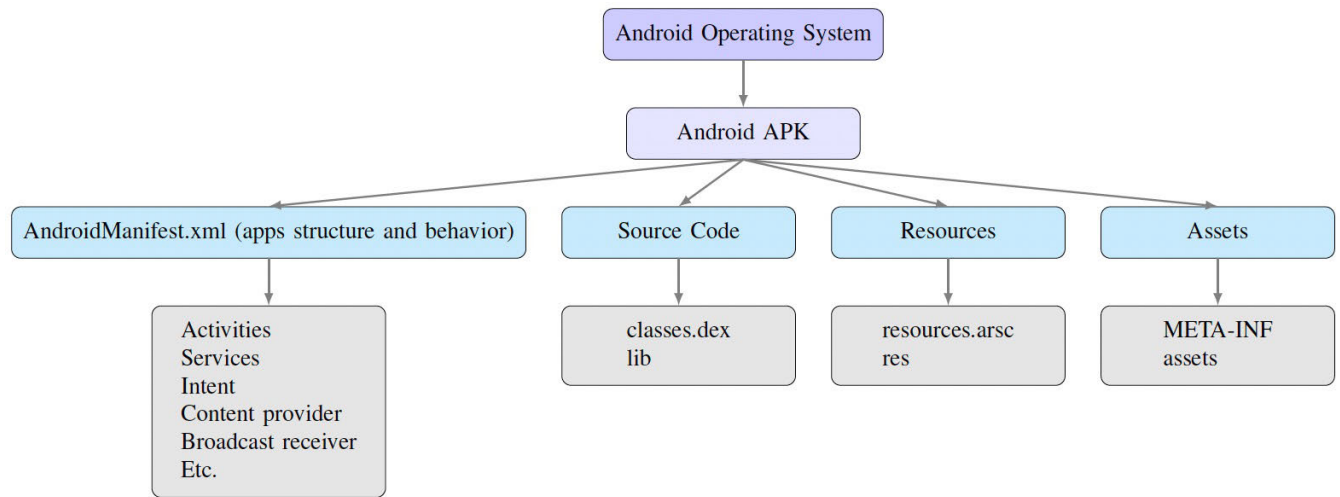 Android Operating System
Android APK
AndroidManifest.xml (apps structure and behavior)
Source Code
Resources
Assets
Activities
Services
Intent
Content provider
Broadcast receiver
Etc.
classes.dex
lib
resources.arsc
res
META-INF
assets